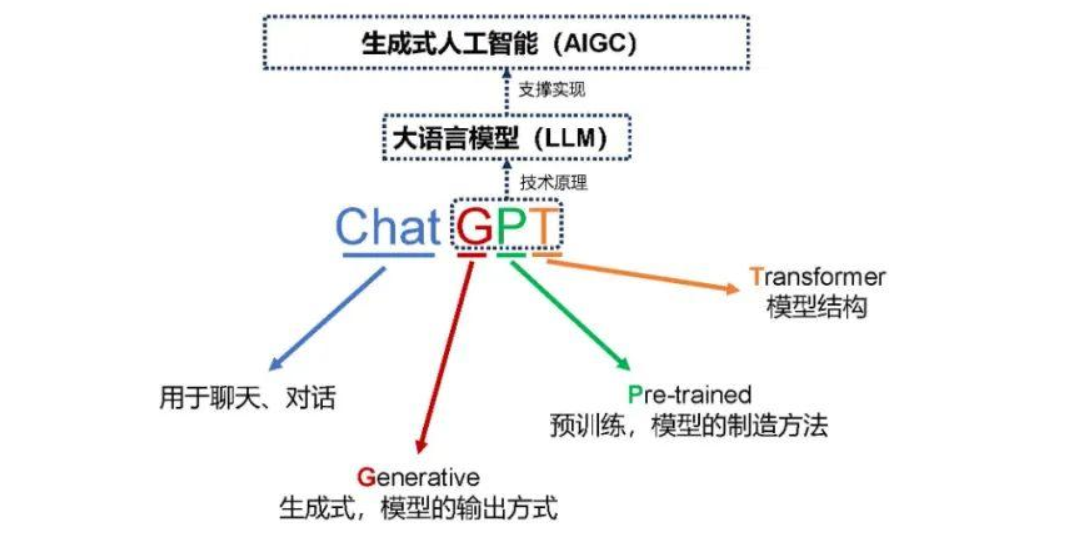 生成式人工智能（AIGC）
支撑实现
大语言模型（LLM）
技术原理
Chat GPT
Transformer
模型结构
用于聊天、对话
Pre-trained
预训练，模型的制造方法
Generative
生成式，模型的输出方式